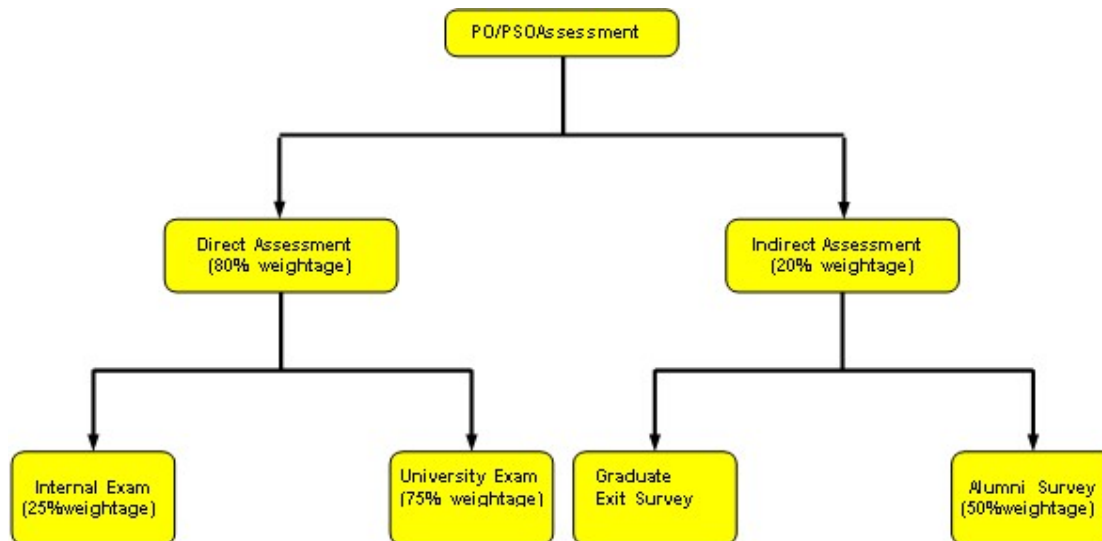 PO/PSOAssessment
Direct Assessment
(80% weightage)
Indirect Assessment
(20% weightage)
Internal Exam
(25%weightage)
University Exam
(75% weightage)
Graduate
Exit Survey
Alumni Survey
(50%weightage)